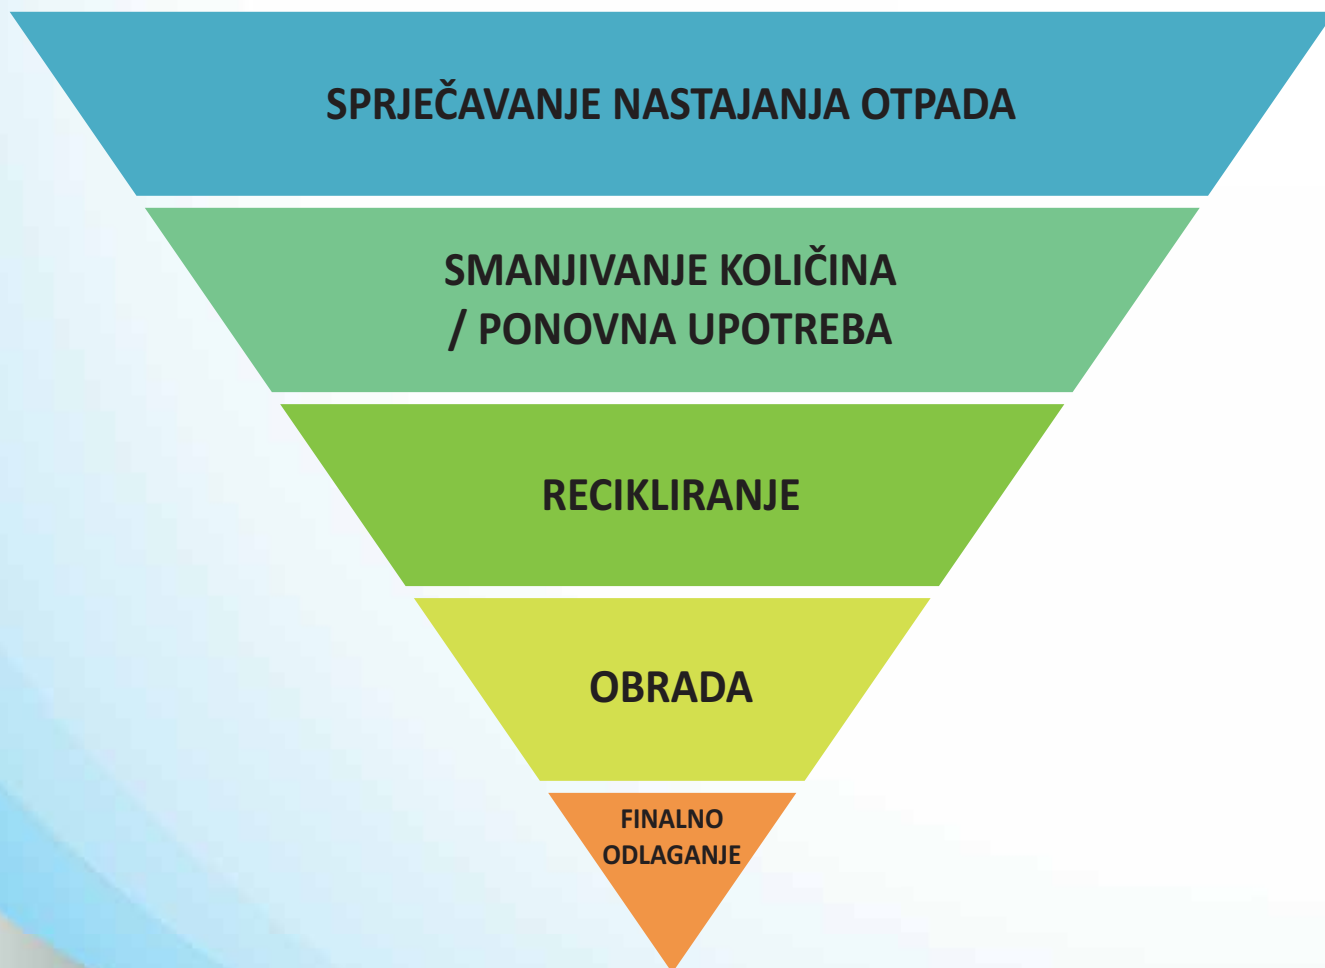 SPRJEČAVANJE NASTAJANJA OTPADA
SMANJIVANJE KOLIČINA
/ PONOVNA UPOTREBA
RECIKLIRANJE
OBRADA
FINALNO
ODLAGANJE